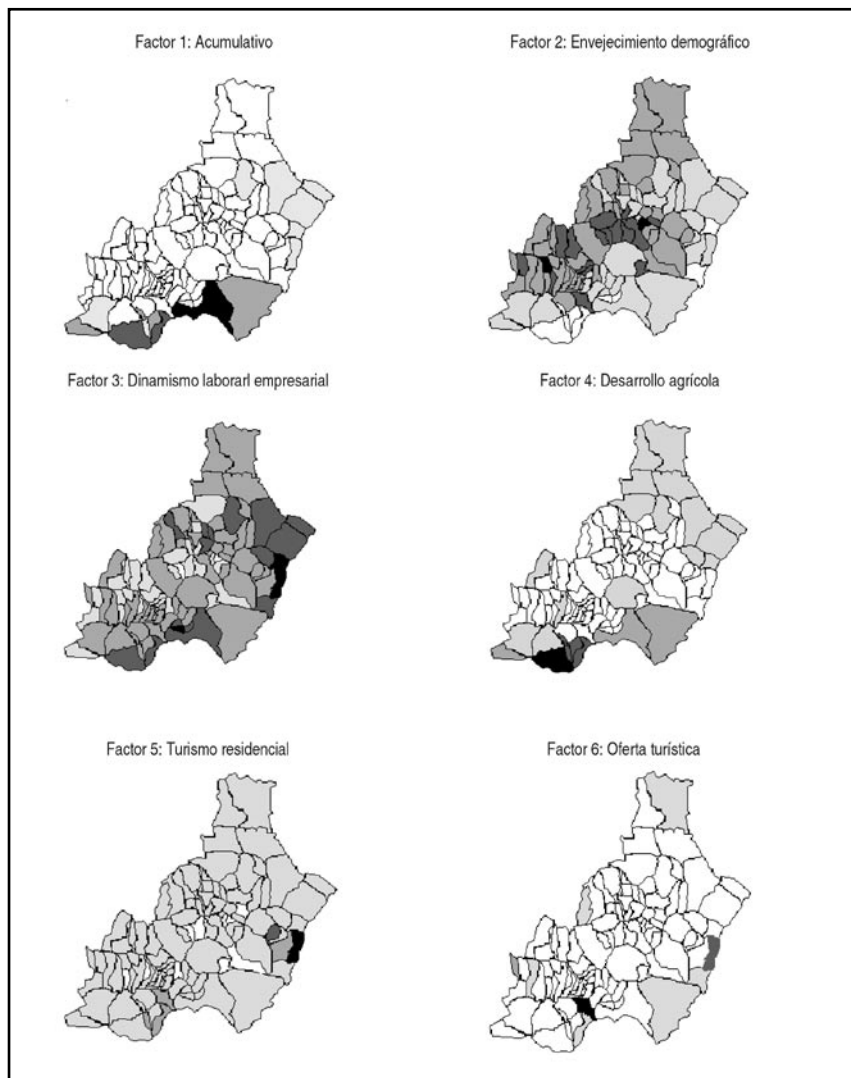 Factor 1: Acumulativo
Factor 2: Envejecimiento demográfico
Factor 3: Dinamismo laborarl empresarial
Factor 4: Desarrollo agrícola
Factor 5: Turismo residencial
Factor 6: Oferta turística